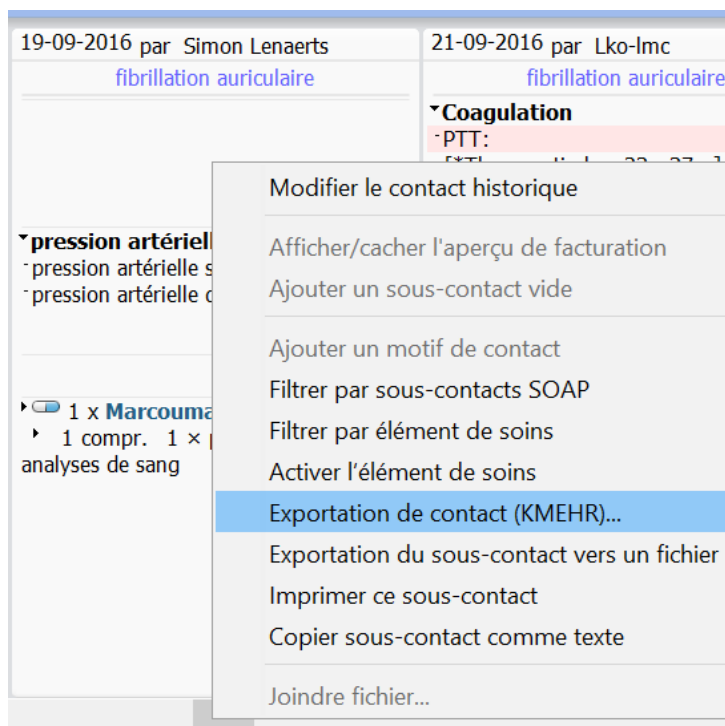 19-09-2016 par Simon Lenaerts
fibrillation auriculaire
pression artériel
-pression artérielle s
-pression artérielle d
1 x Marcouma
1 compr. 1 ×
analyses de sang
21-09-2016 par Lko-lmc
fibrillation auriculaire
Coagulation
-PTT:
Modifier le contact historique
Afficher/cacher l'aperçu de facturation
Ajouter un sous-contact vide
Ajouter un motif de contact
Filtrer par sous-contacts SOAP
Filtrer par élément de soins
Activer l'élément de soins
Exportation de contact (KMEHR)...
Exportation du sous-contact vers un fichier
Imprimer ce sous-contact
Copier sous-contact comme texte
Joindre fichier...